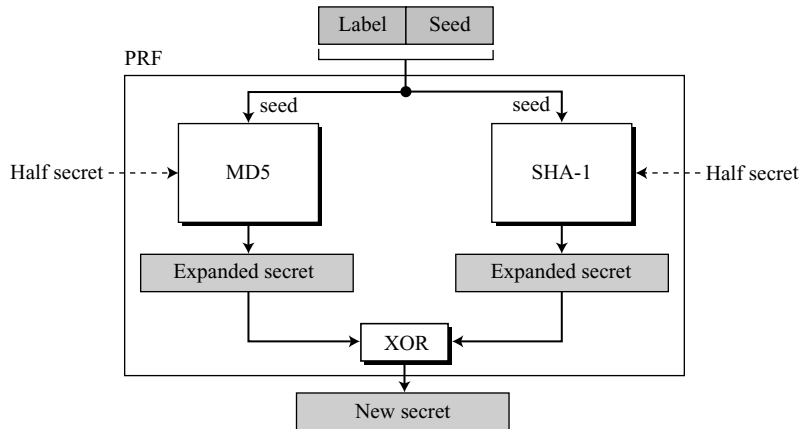 Label Seed
PRF
seed seed
Half secret MD5 SHA-1 Half secret
Expanded secret Expanded secret
XOR
New secret